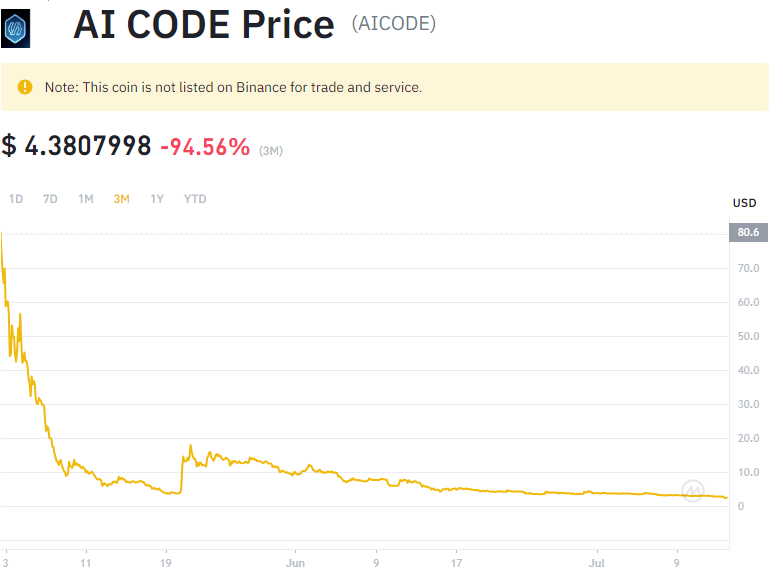 AI CODE Price (AICODE)
Note: This coin is not listed on Binance for trade and service.
$ 4.3807998 -94.56% (3M)
1D 7D 1M 3M 1Y YTD
USD
80.6
70.0
60.0
50.0
40.0
30.0
20.0
10.0
0
3 11 19 Jun 9 17 Jul 9